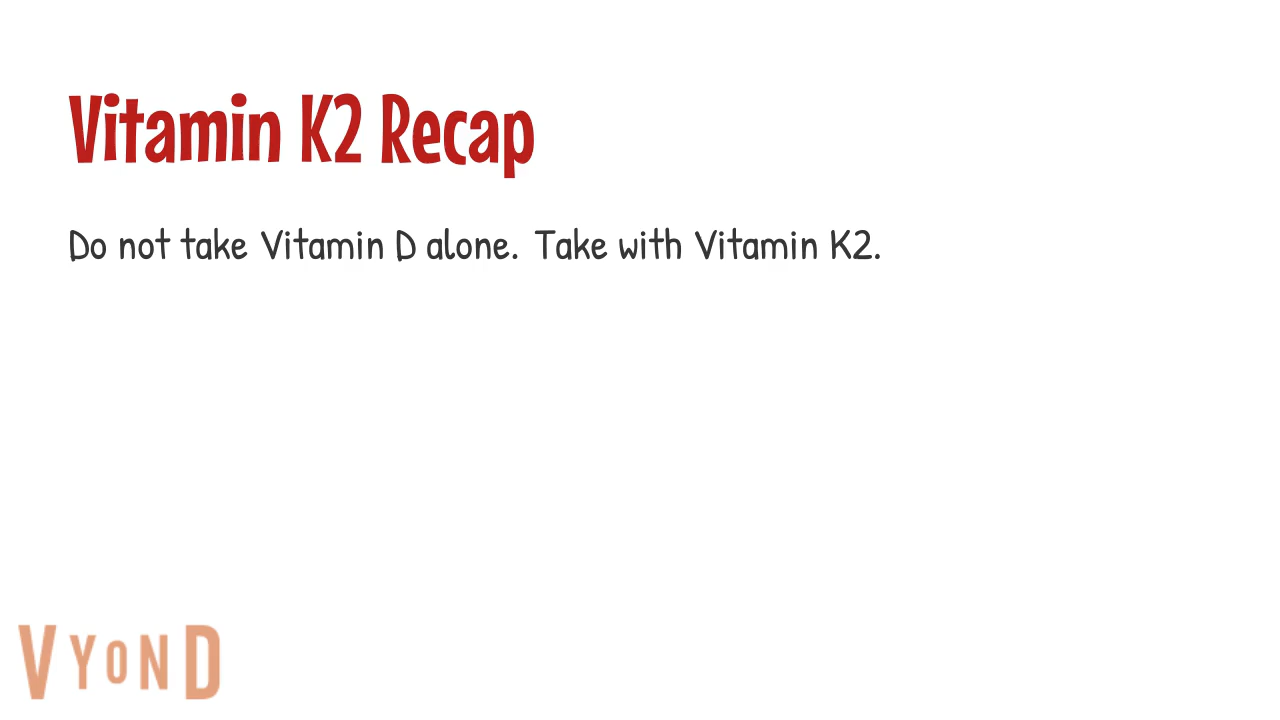 Vitamin K2 Recap
Do not take Vitamin D alone. Take with Vitamin K2.
VYOND